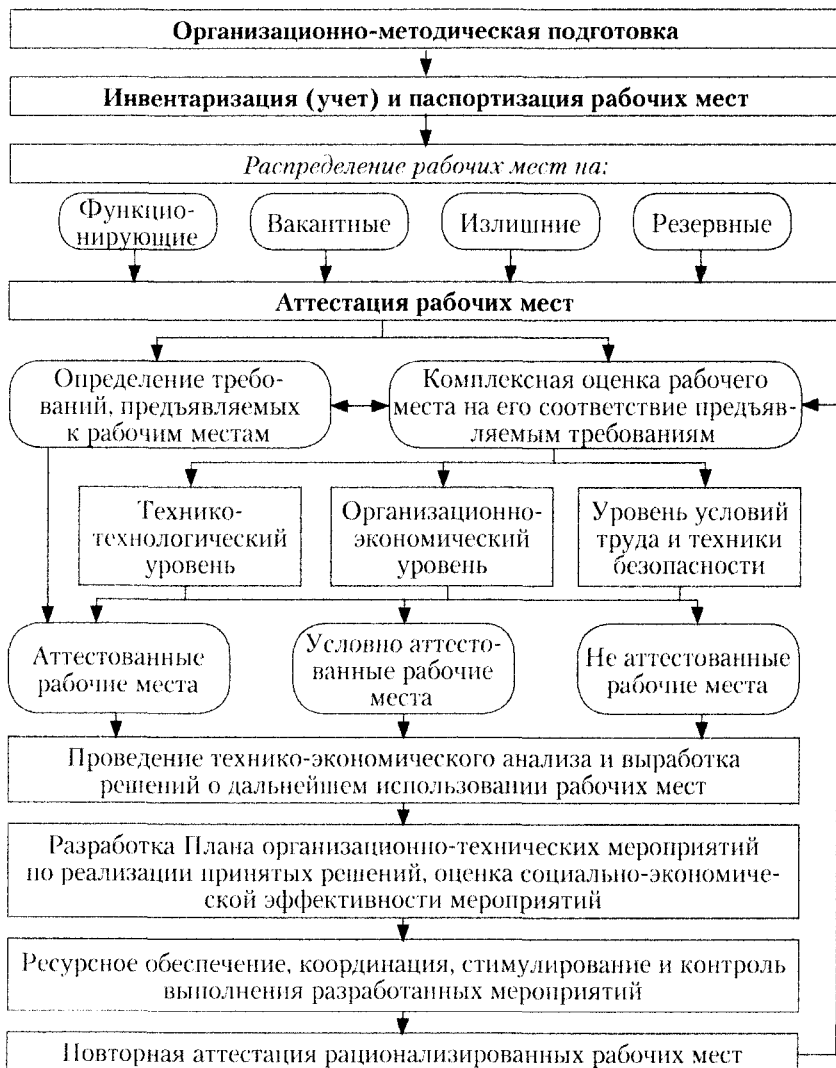 Организационно-методическая подготовка
Инвентаризация (учет) и паспортизация рабочих мест
Распределение рабочих мест на:
Функцио-
нирующие
Вакантные
Излишние
Резервные
Аттестация рабочих мест
Определение требо-
ваний, предъявляемых
к рабочим местам
Комплексная оценка рабочего
места на его соответствие предъяв-
ляемым требованиям
Технико-
технологический
уровень
Организационно-
экономический
уровень
Уровень условий
труда и техники
безопасности
Аттестованные
рабочие места
Условно аттесто-
ванные рабочие
места
Не аттестованные
рабочие места
Проведение технико-экономического анализа и выработка
решений о дальнейшем использовании рабочих мест
Разработка Плана организационно-технических мероприятий
по реализации принятых решений, оценка социально-экономиче-
ской эффективности мероприятий
Ресурсное обеспечение, координация, стимулирование и контроль
выполнения разработанных мероприятий
Повторная аттестация рационализированных рабочих мест